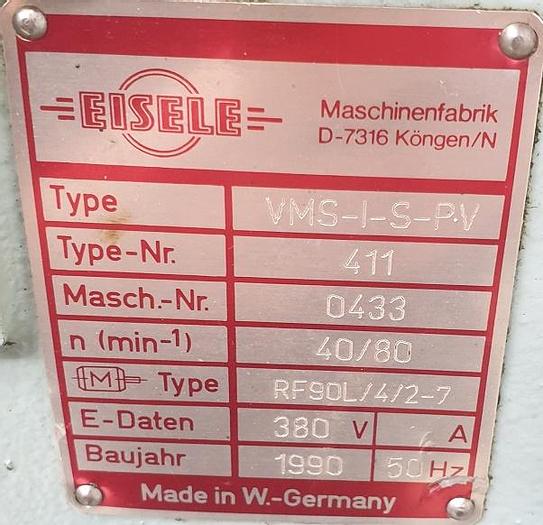 EISELE
Maschinenfabrik
D-7316 Köngen/N
Type VMS-I-S-PV
Type-Nr. 411
Masch.-Nr. 0433
n (min-1) 40/80
M Type RF90L/4/2-7
E-Daten 380 V A
Baujahr 1990 50 Hz
Made in W.-Germany